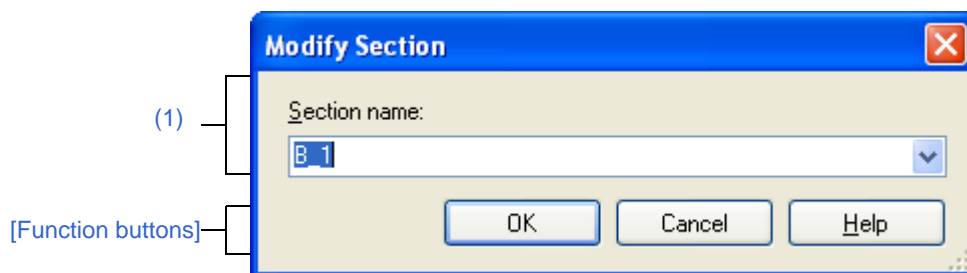 Modify Section
(1)
Section name:
B_1
[Function buttons]
OK Cancel Help